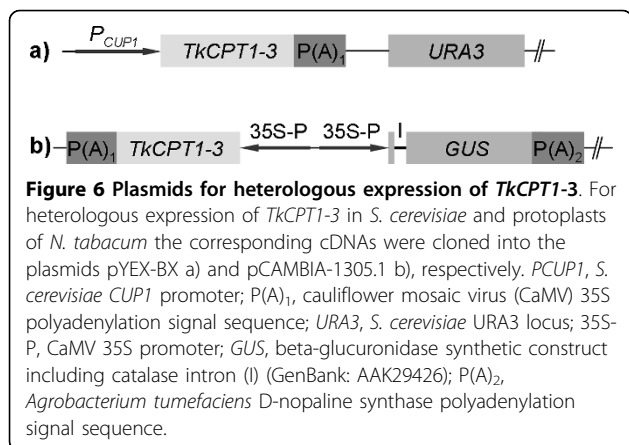 a) P_CUP1 TkCPT1-3 P(A)₁ URA3
35S-P 35S-P I
b) P(A)₁ TkCPT1-3 GUS P(A)₂
Figure 6 Plasmids for heterologous expression of TkCPT1-3. For
heterologous expression of TkCPT1-3 in S. cerevisiae and protoplasts
of N. tabacum the corresponding cDNAs were cloned into the
plasmids pYEX-BX a) and pCAMBIA-1305.1 b), respectively. PCUP1, S.
cerevisiae CUP1 promoter; P(A)₁, cauliflower mosaic virus (CaMV) 35S
polyadenylation signal sequence; URA3, S. cerevisiae URA3 locus; 35S-
P, CaMV 35S promoter; GUS, beta-glucuronidase synthetic construct
including catalase intron (I) (GenBank: AAK29426); P(A)₂,
Agrobacterium tumefaciens D-nopaline synthase polyadenylation
signal sequence.